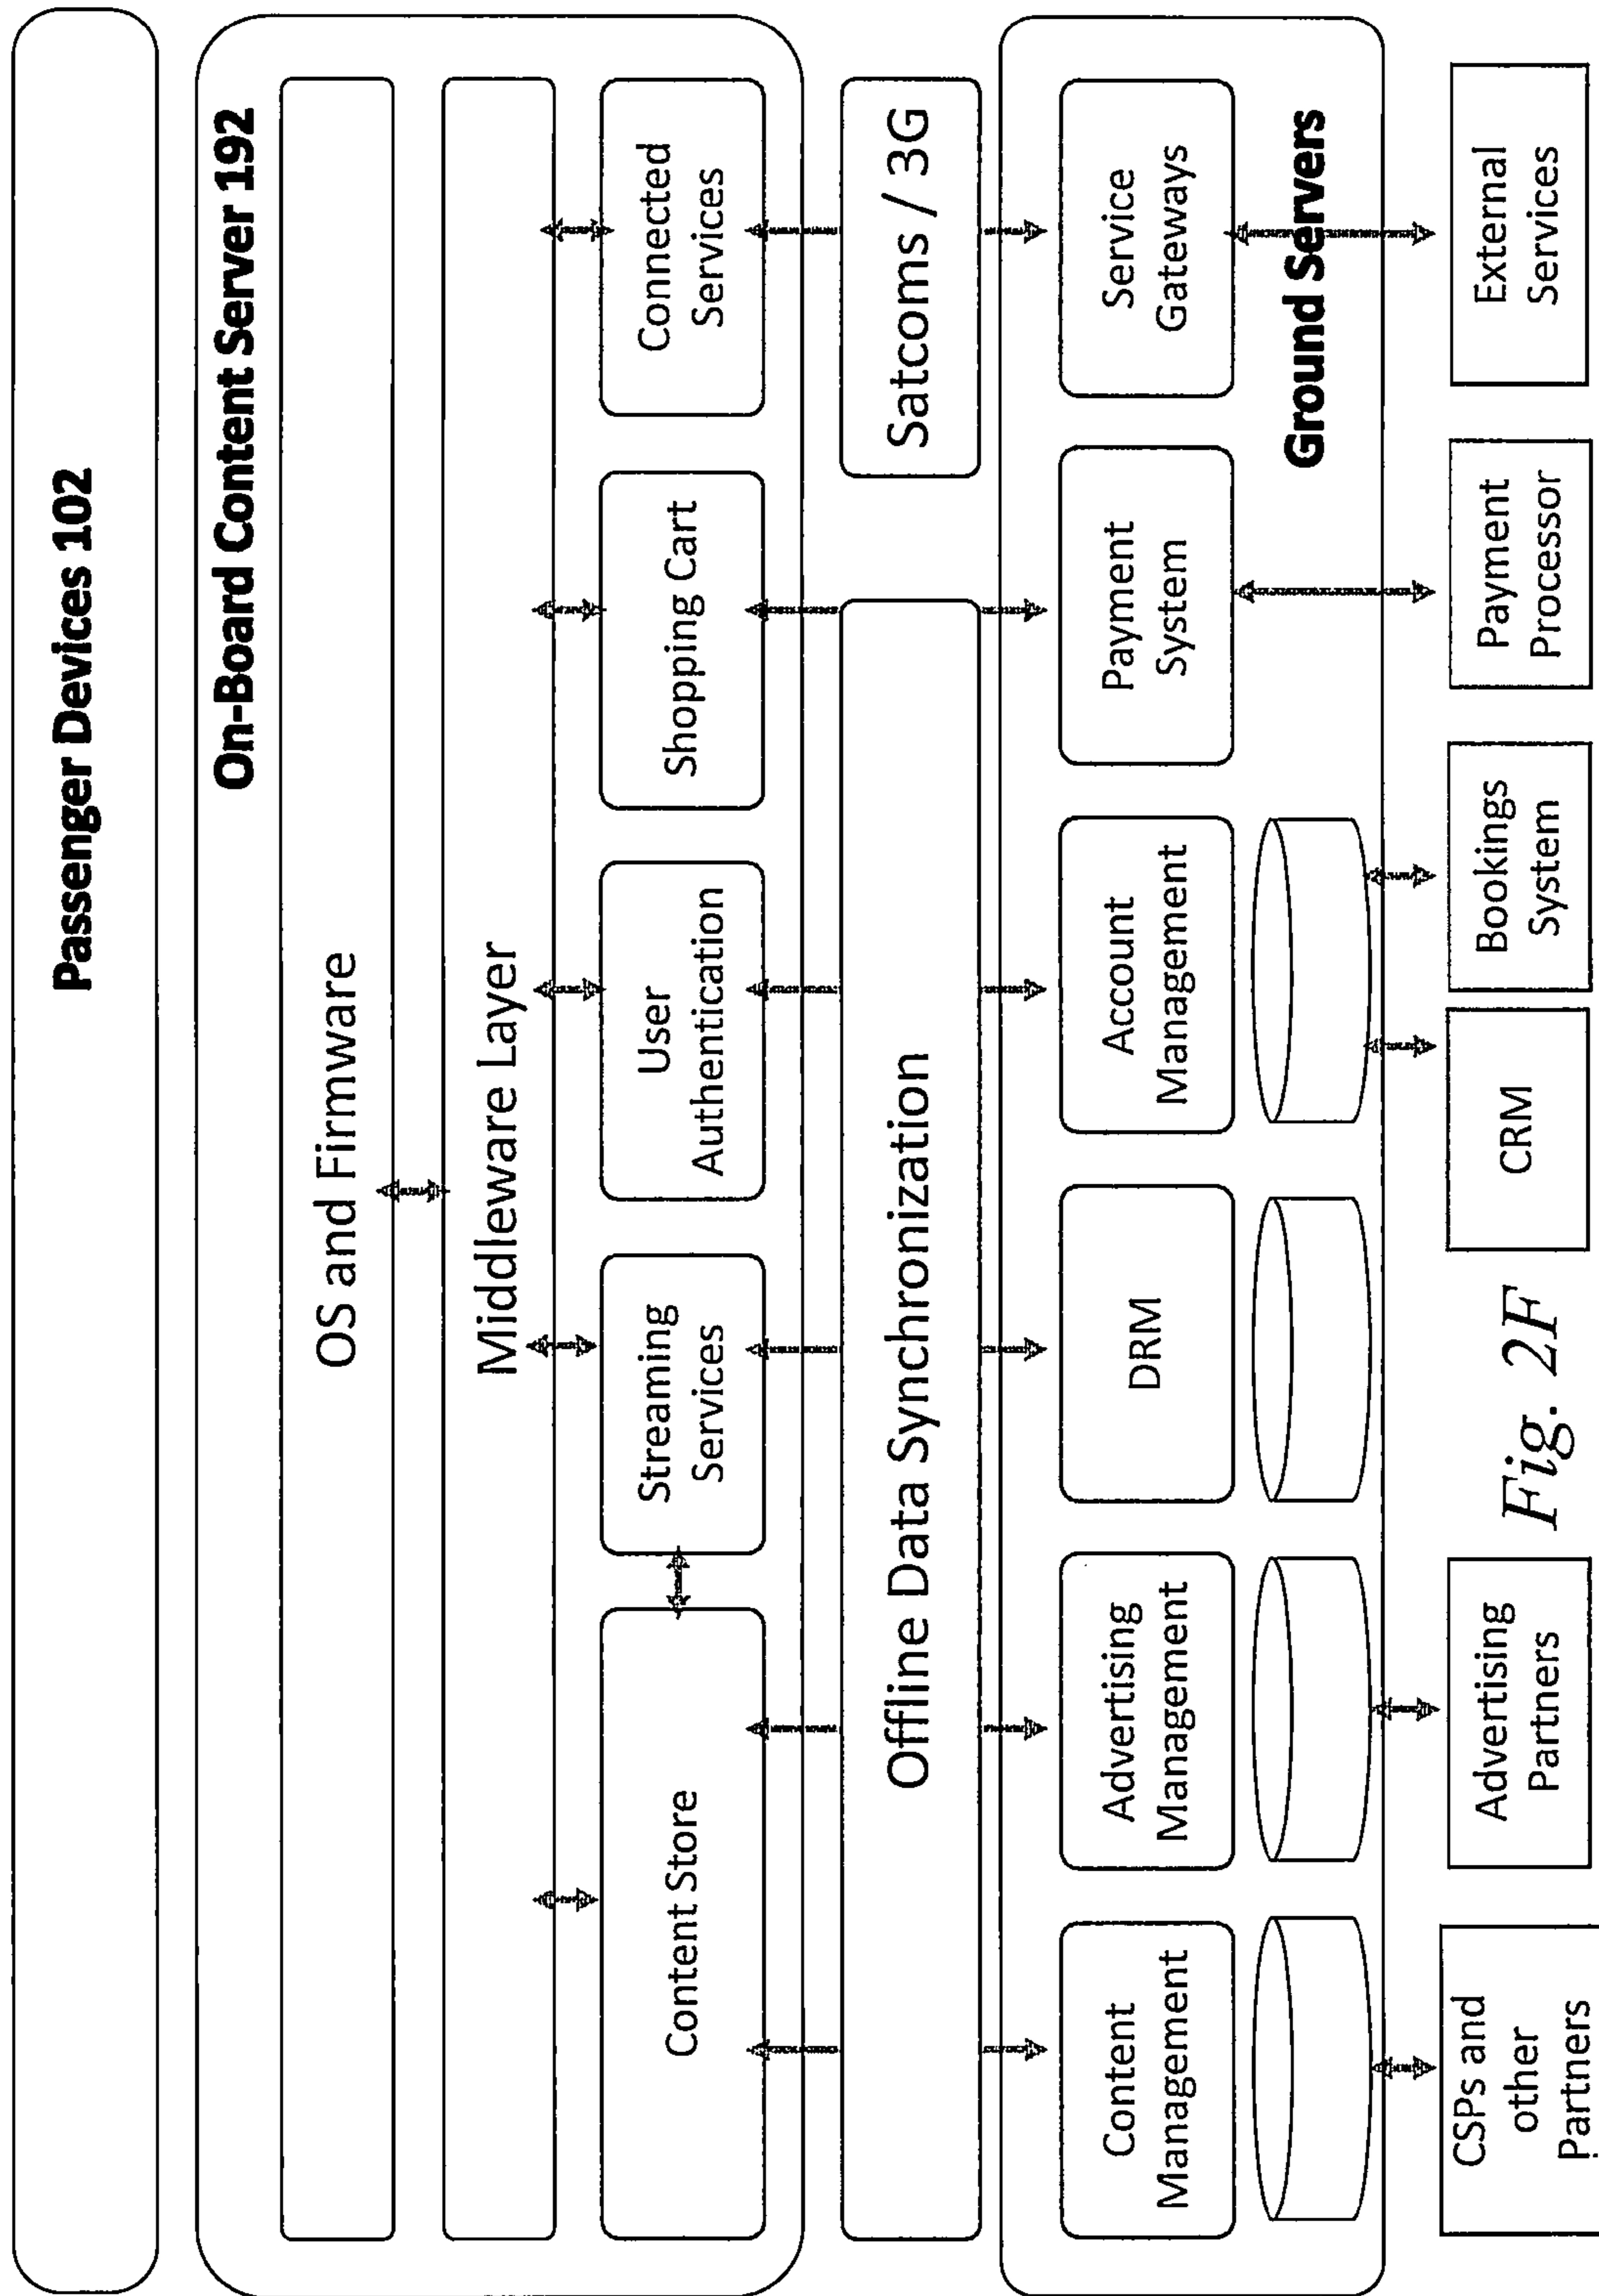 Passenger Devices 102
On-Board Content Server 192
OS and Firmware
Middleware Layer
Content Store
Streaming
Services
User
Authentication
Shopping Cart
Connected
Services
Offline Data Synchronization
Satcoms / 3G
Content
Management
Advertising
Management
DRM
Account
Management
Payment
System
Service
Gateways
Ground Servers
CSPs and
other
Partners
Advertising
Partners
CRM
Bookings
System
Payment
Processor
External
Services
Fig. 2F